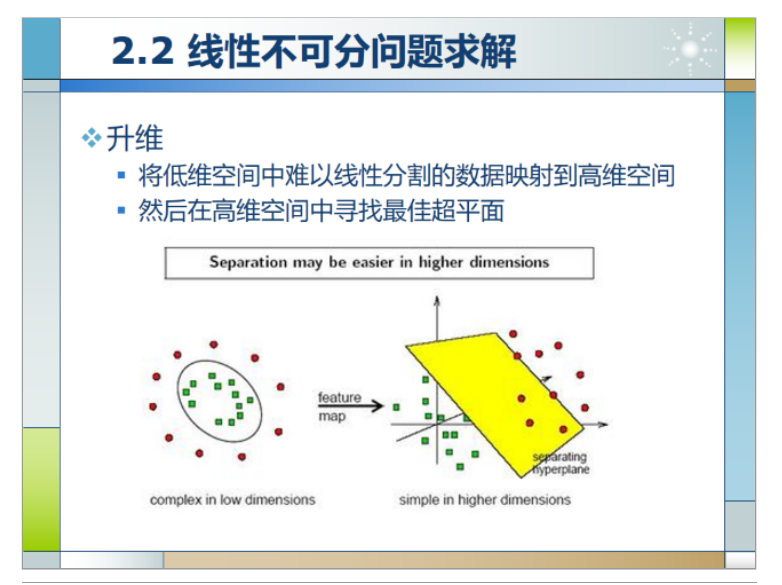 2.2 线性不可分问题求解
升维
将低维空间中难以线性分割的数据映射到高维空间
然后在高维空间中寻找最佳超平面
Separation may be easier in higher dimensions
feature
map
separating
hyperplane
complex in low dimensions
simple in higher dimensions